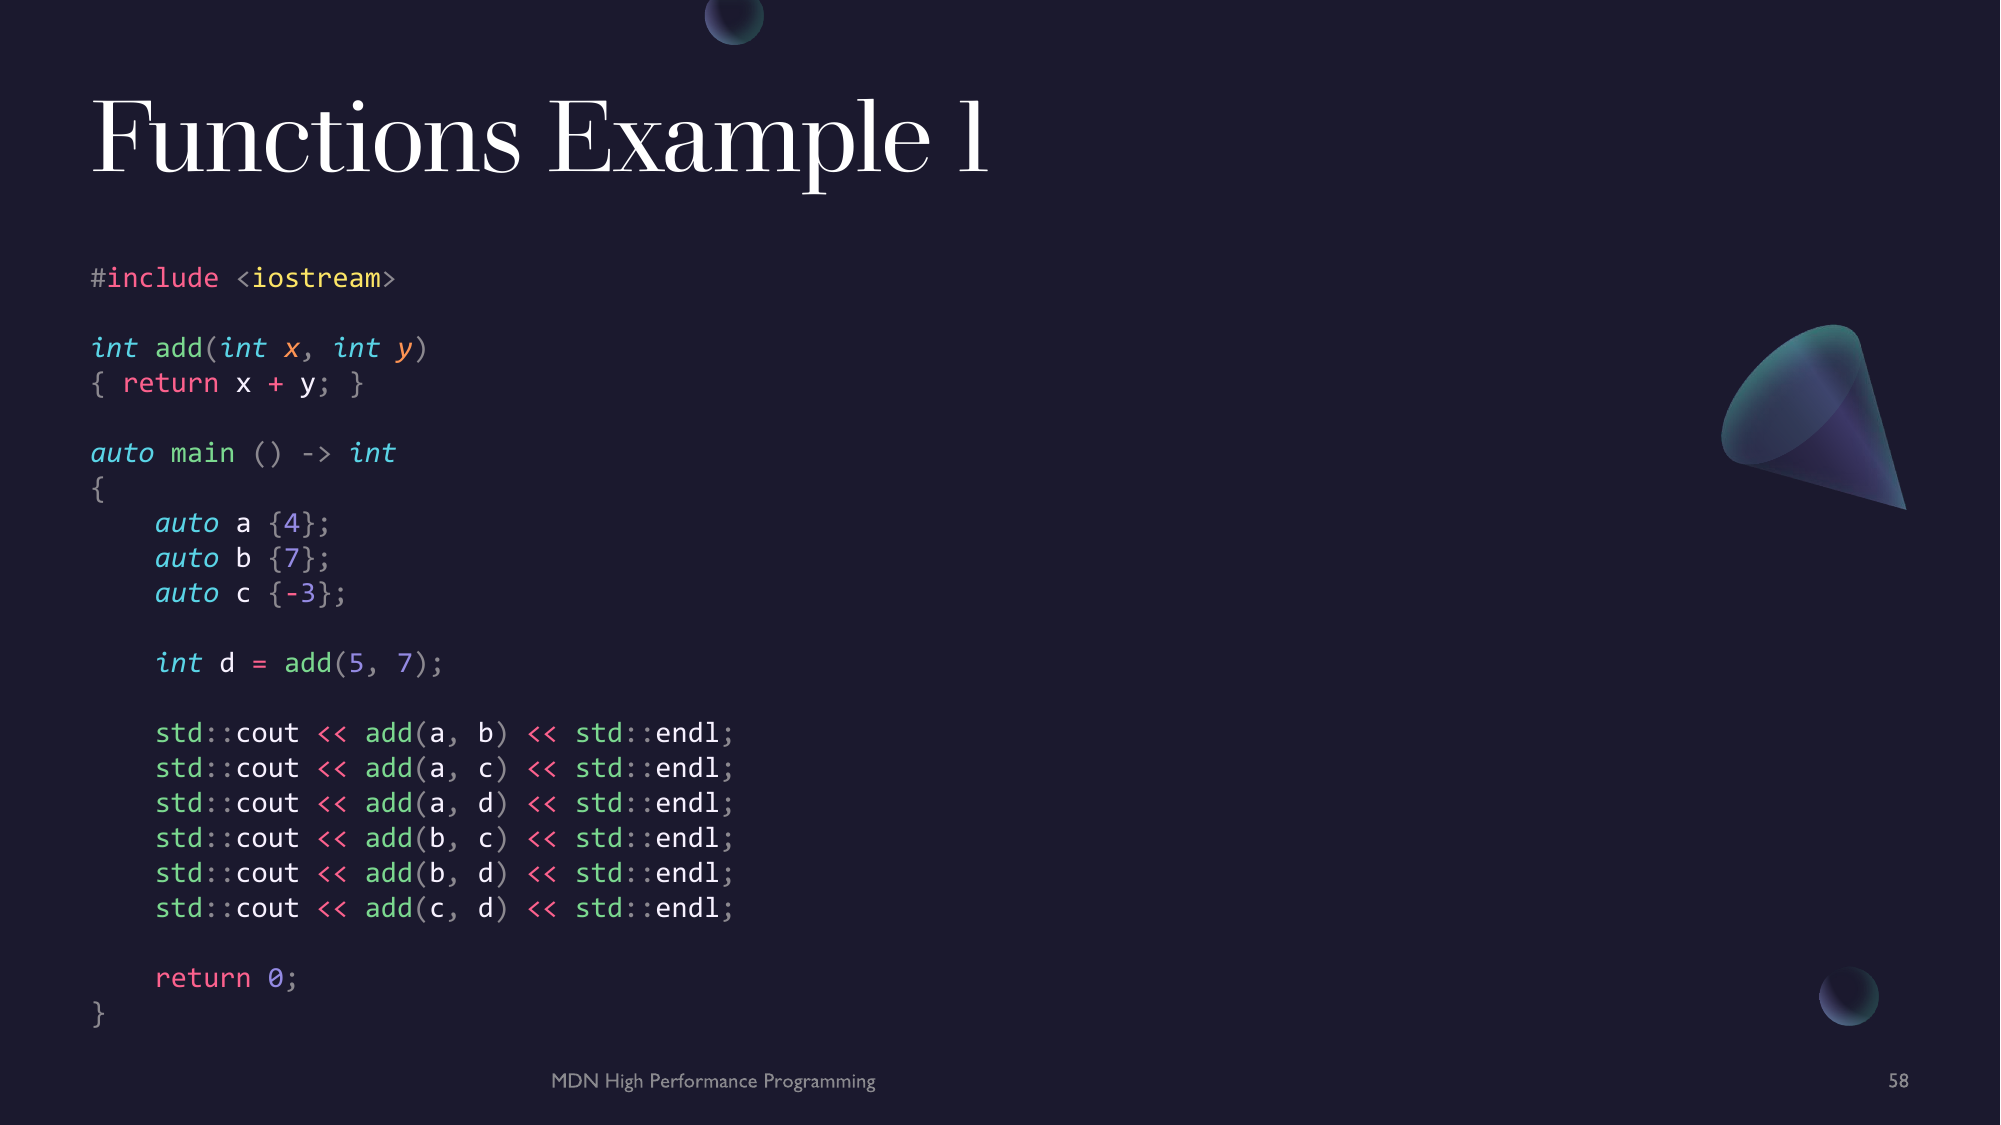 Functions Example 1
#include <iostream>
int add(int x, int y)
{ return x + y; }
auto main () -> int
{
    auto a {4};
    auto b {7};
    auto c {-3};
    int d = add(5, 7);
    std::cout << add(a, b) << std::endl;
    std::cout << add(a, c) << std::endl;
    std::cout << add(a, d) << std::endl;
    std::cout << add(b, c) << std::endl;
    std::cout << add(b, d) << std::endl;
    std::cout << add(c, d) << std::endl;
    return 0;
}
MDN High Performance Programming
58